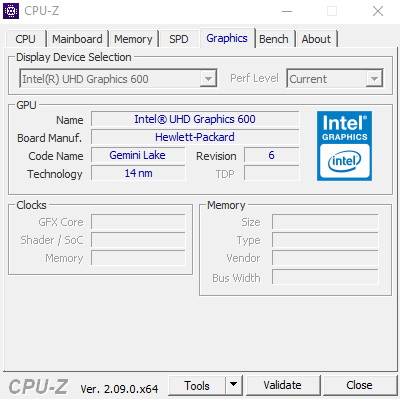 CPU-Z
CPU Mainboard Memory SPD Graphics Bench About
Display Device Selection
Intel(R) UHD Graphics 600 Perf Level Current
GPU
Name Intel® UHD Graphics 600
Board Manuf. Hewlett-Packard
Code Name Gemini Lake Revision 6
Technology 14 nm TDP
Intel®
GRAPHICS
intel
Clocks
GFX Core
Shader / SoC
Memory
Memory
Size
Type
Vendor
Bus Width
CPU-Z Ver. 2.09.0.x64 Tools Validate Close